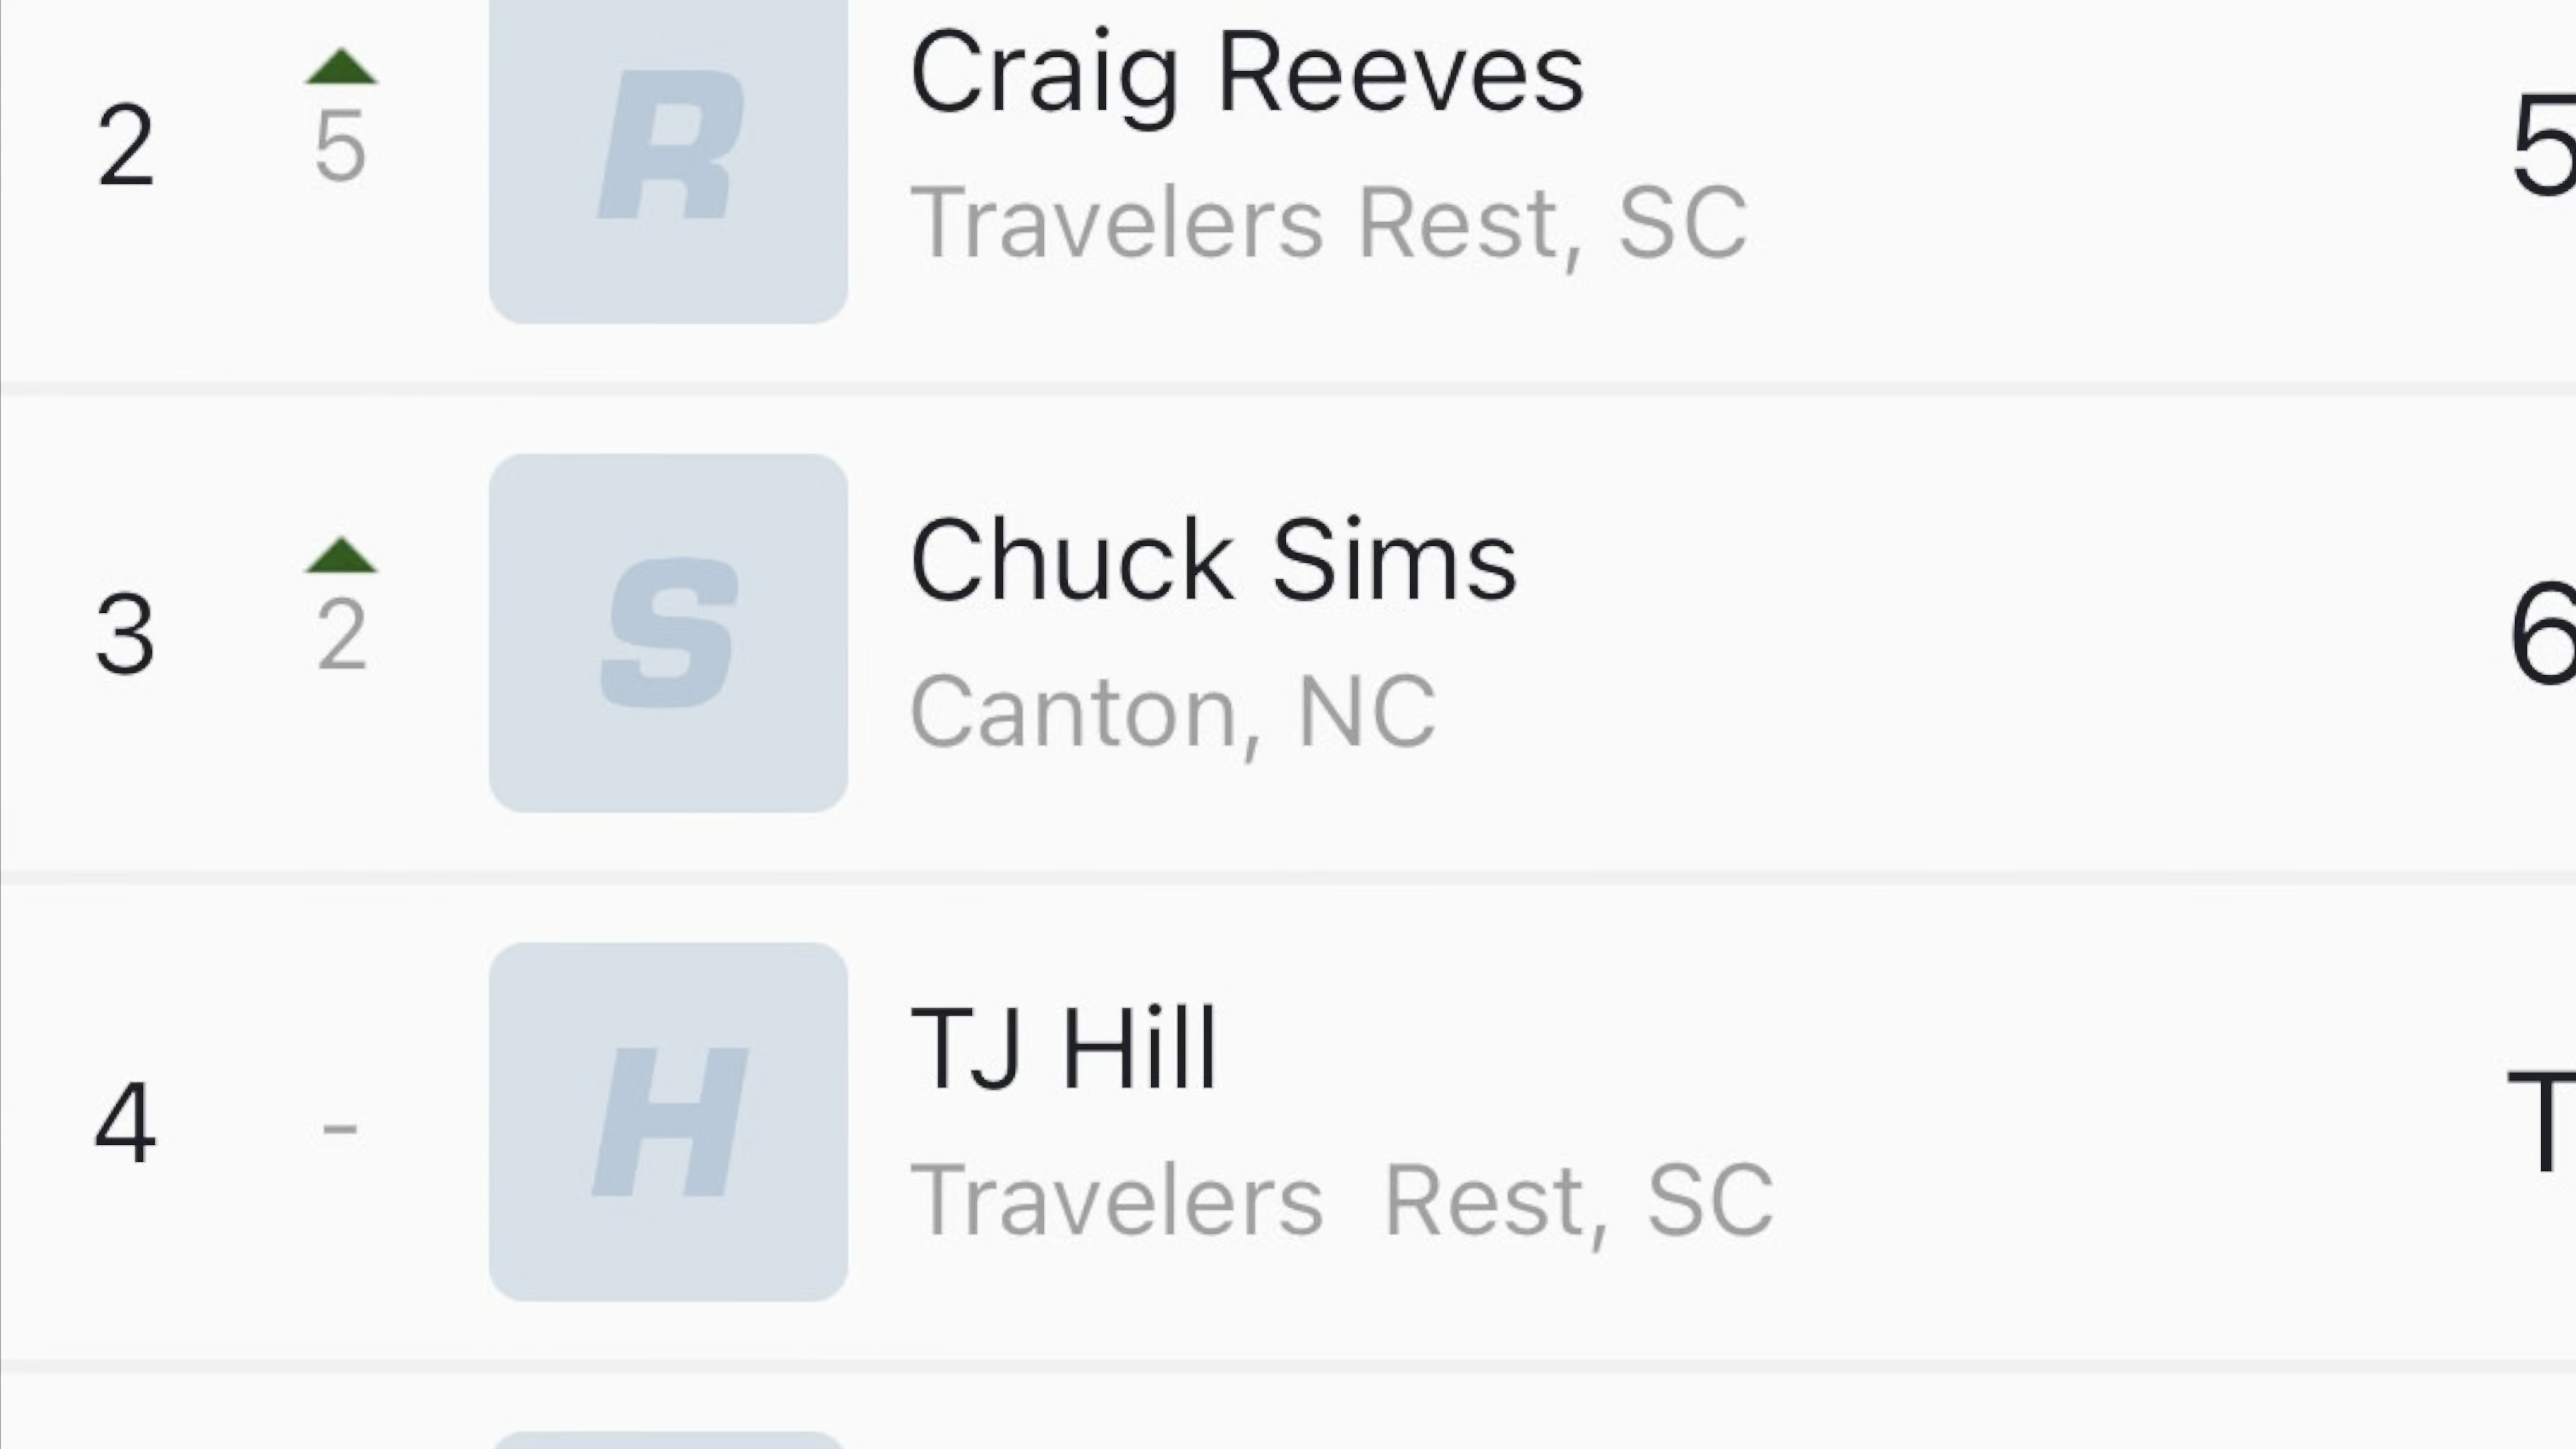 2 5 R Craig Reeves 5
Travelers Rest, SC
3 2 S Chuck Sims 6
Canton, NC
4 - H TJ Hill T
Travelers  Rest, SC